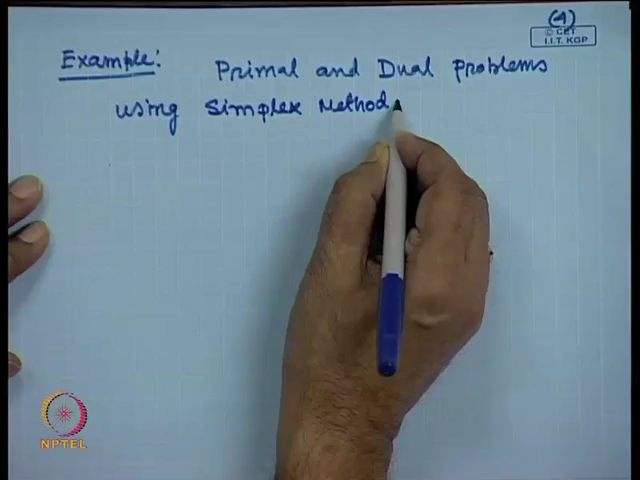 (4)
© CET
I.I.T. KGP
Example: Primal and Dual Problems
using Simplex Method
NPTEL